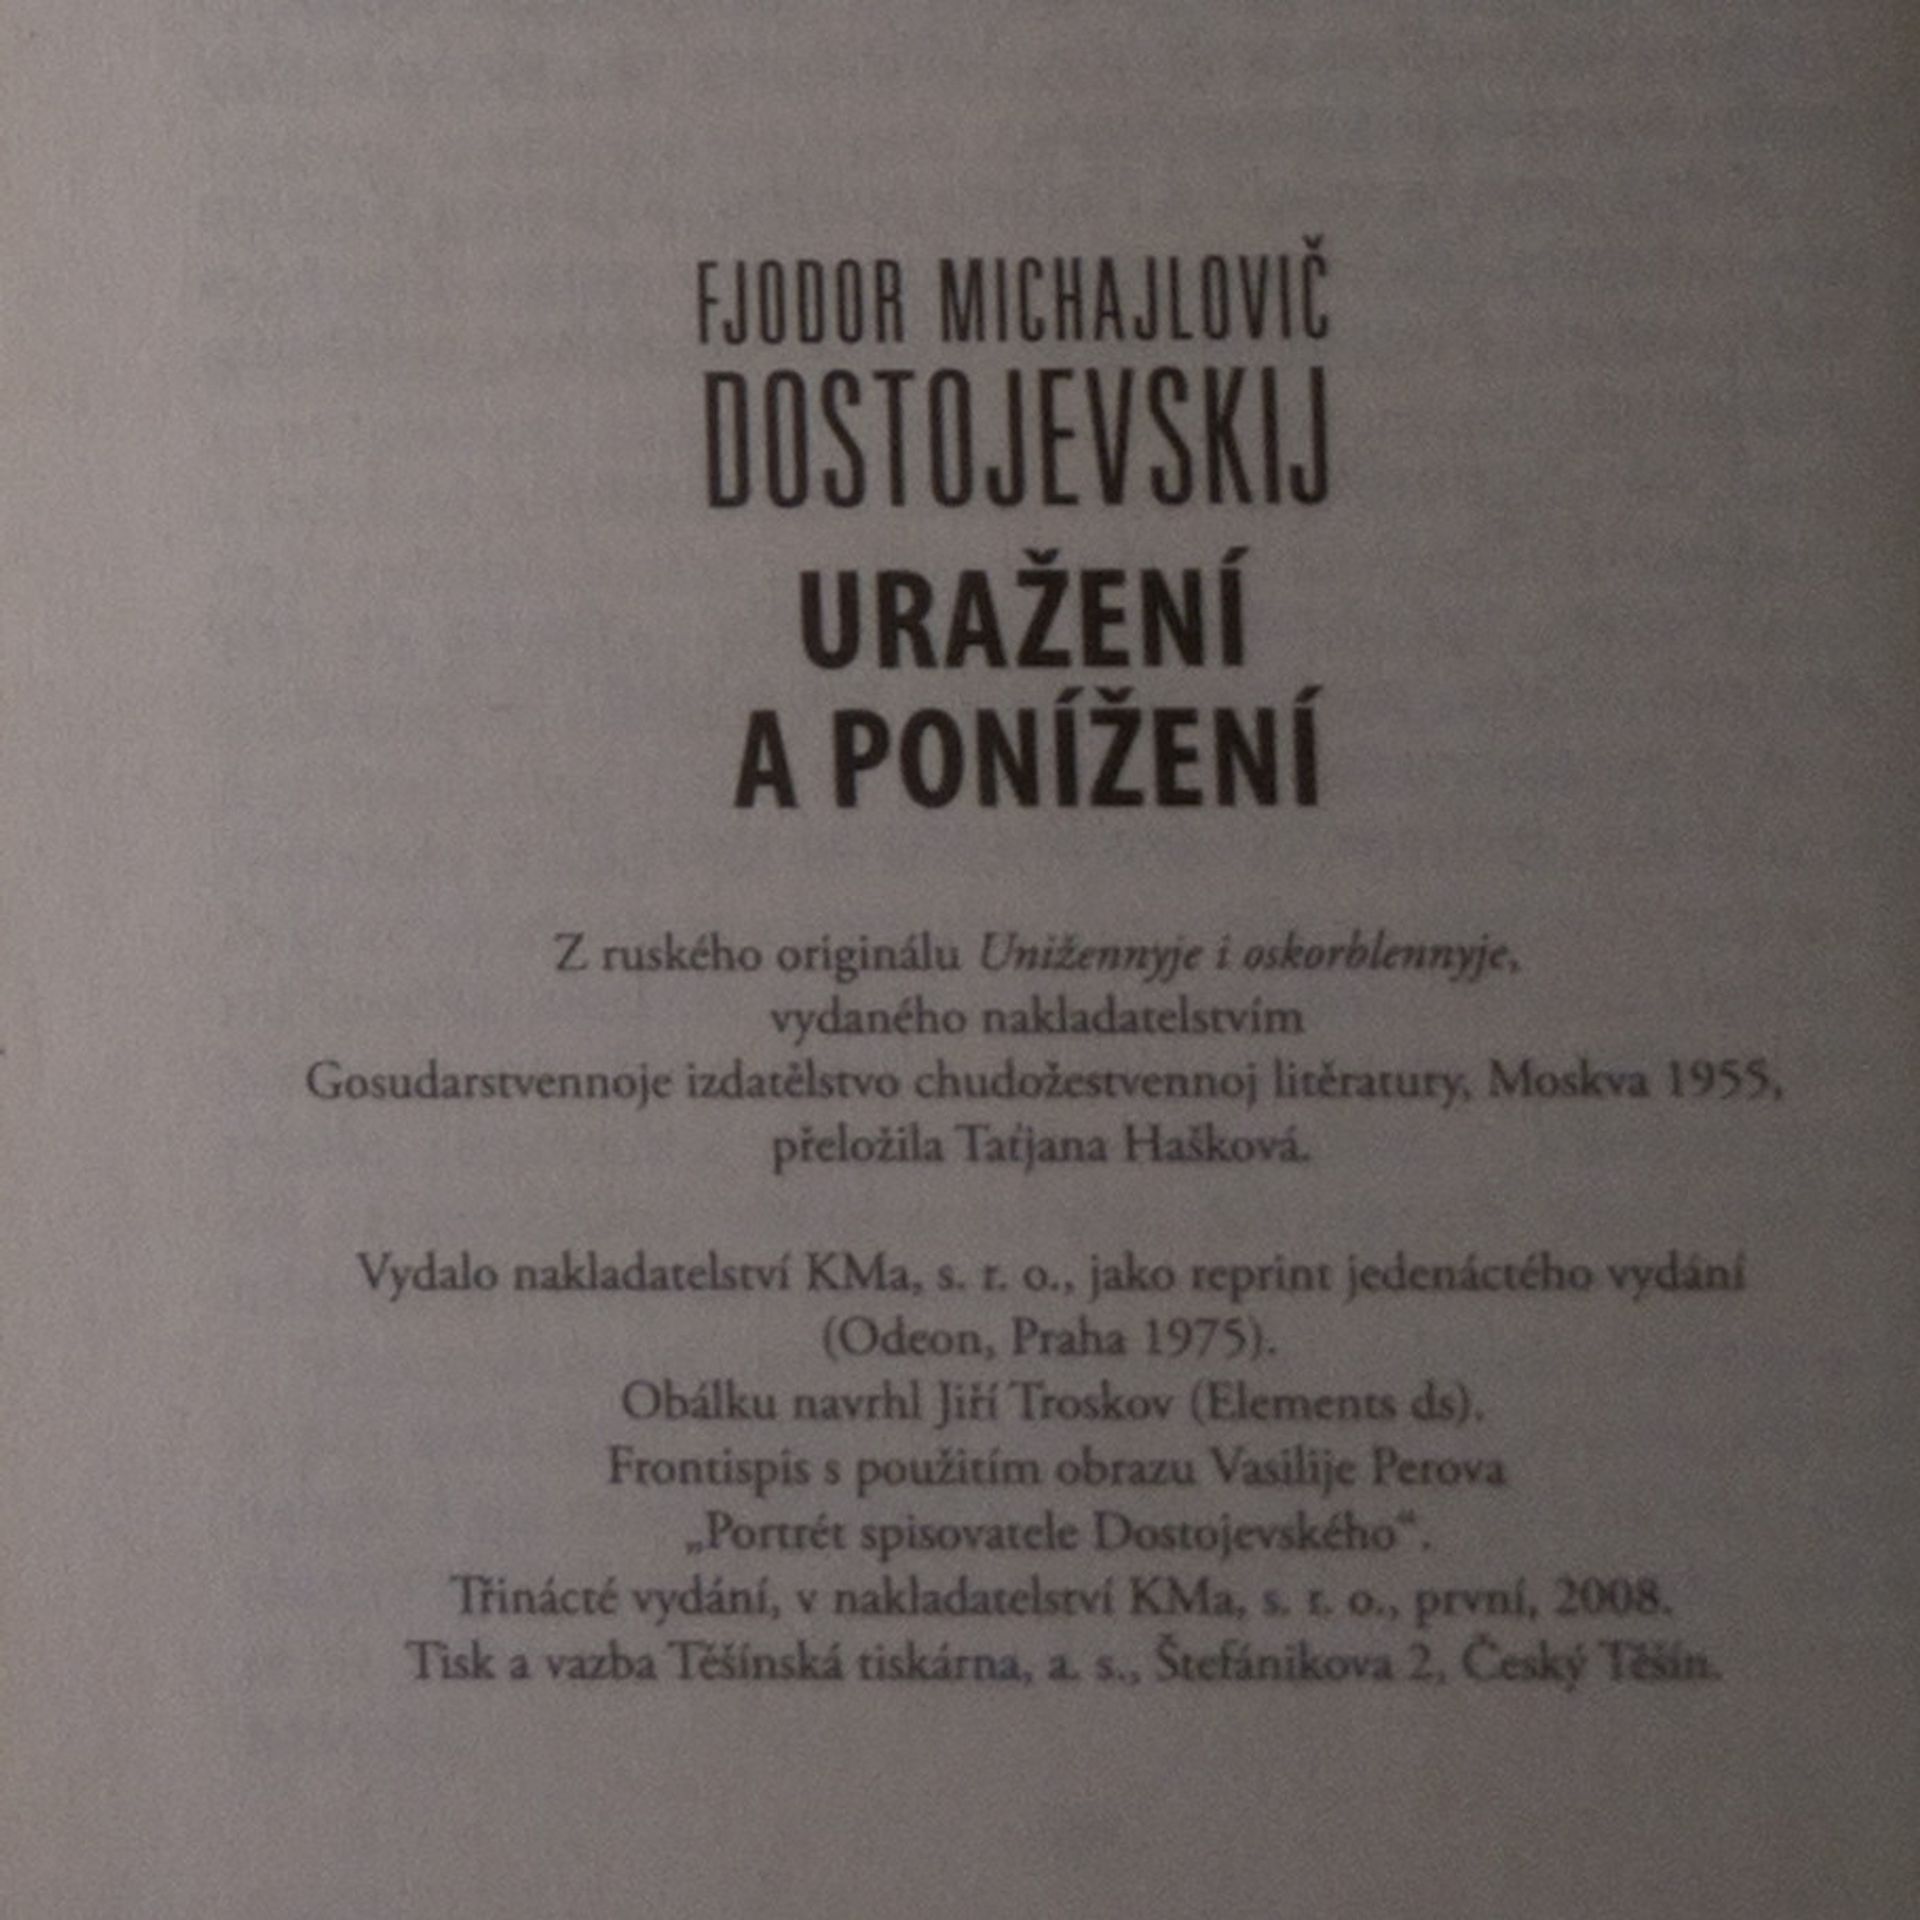 FJODOR MICHAJLOVIČ
DOSTOJEVSKIJ
URAŽENÍ
A PONÍŽENÍ
Z ruského originálu Unižennyje i oskorblennyje,
vydaného nakladatelstvím
Gosudarstvennoje izdatělstvo chudožestvennoj litěratury, Moskva 1955,
přeložila Taťjana Hašková.
Vydalo nakladatelství KMa, s. r. o., jako reprint jedenáctého vydání
(Odeon, Praha 1975).
Obálku navrhl Jiří Troskov (Elements ds).
Frontispis s použitím obrazu Vasilije Perova
„Portrét spisovatele Dostojevského“.
Třinácté vydání, v nakladatelství KMa, s. r. o., první, 2008.
Tisk a vazba Těšínská tiskárna, a. s., Štefánikova 2, Český Těšín.